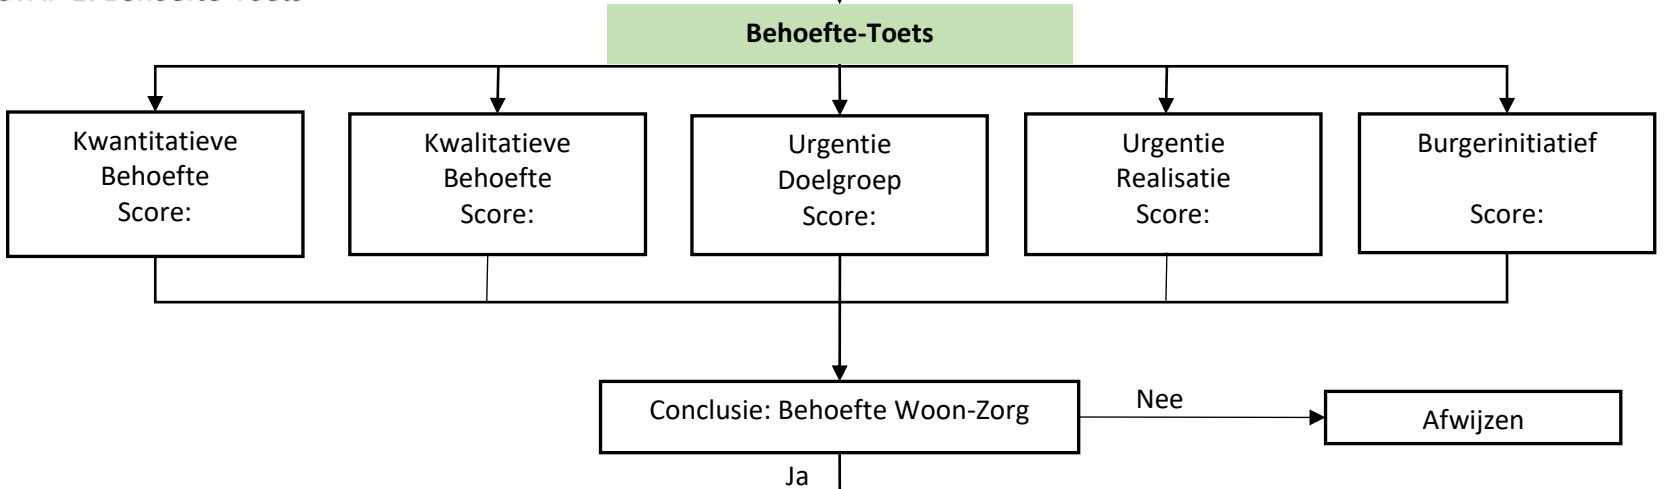 Behoefte-Toets
Kwantitatieve
Behoefte
Score:
Kwalitatieve
Behoefte
Score:
Urgentie
Doelgroep
Score:
Urgentie
Realisatie
Score:
Burgerinitiatief
Score:
Conclusie: Behoefte Woon-Zorg
Nee
Afwijzen
Ja